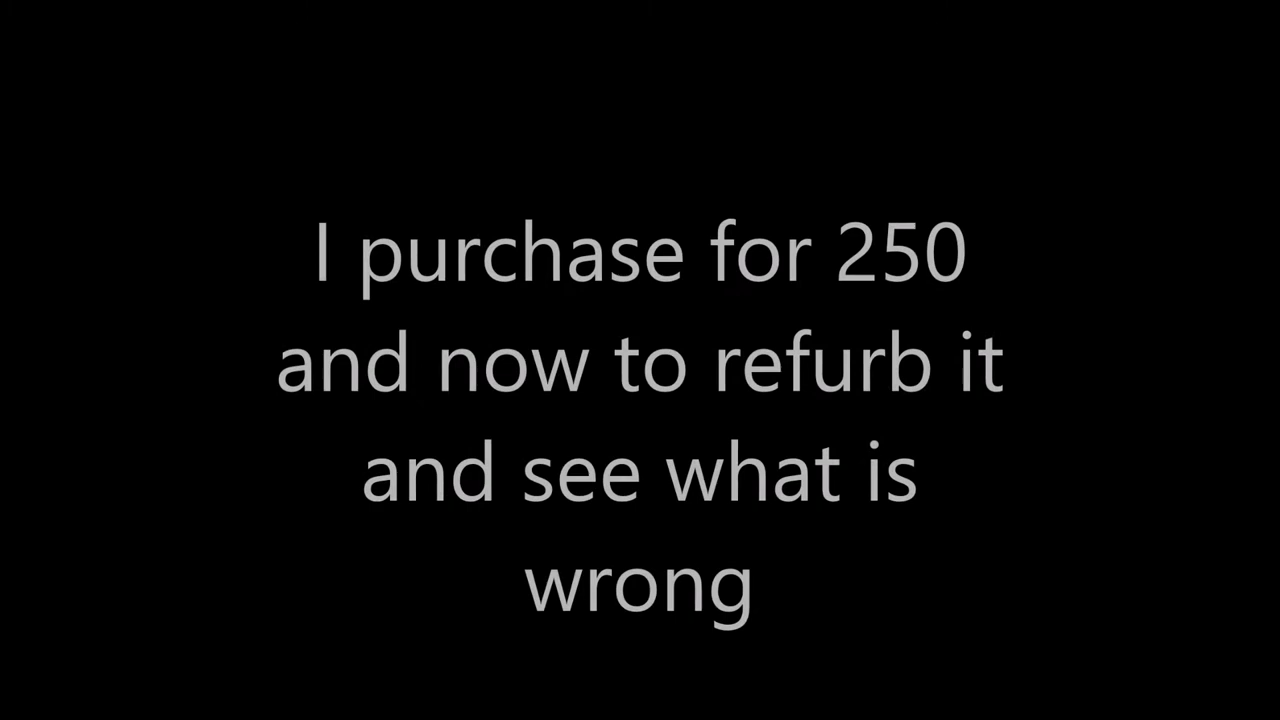 I purchase for 250
and now to refurb it
and see what is
wrong